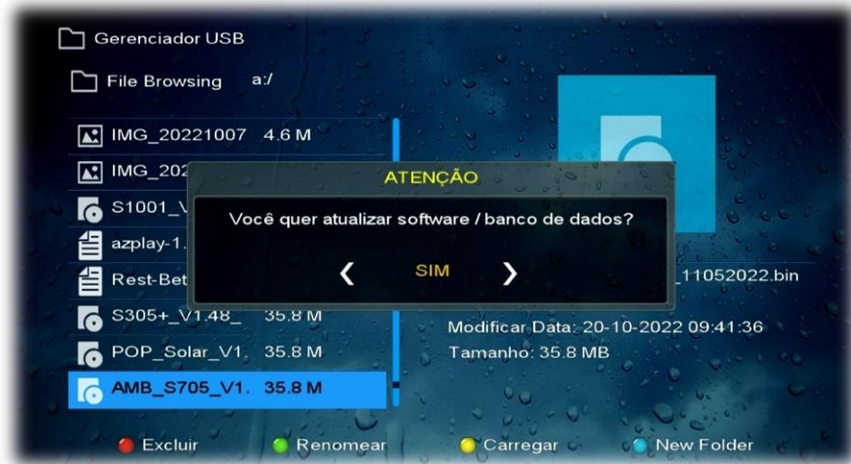 Gerenciador USB
File Browsing a:/
IMG_20221007 4.6 M
IMG_202
S1001_V
azplay-1.
Rest-Bet
S305+_V1.48_ 35.8 M
POP_Solar_V1. 35.8 M
AMB_S705_V1. 35.8 M
ATENÇÃO
Você quer atualizar software / banco de dados?
SIM
_11052022.bin
Modificar Data: 20-10-2022 09:41:36
Tamanho: 35.8 MB
Excluir Renomear Carregar New Folder